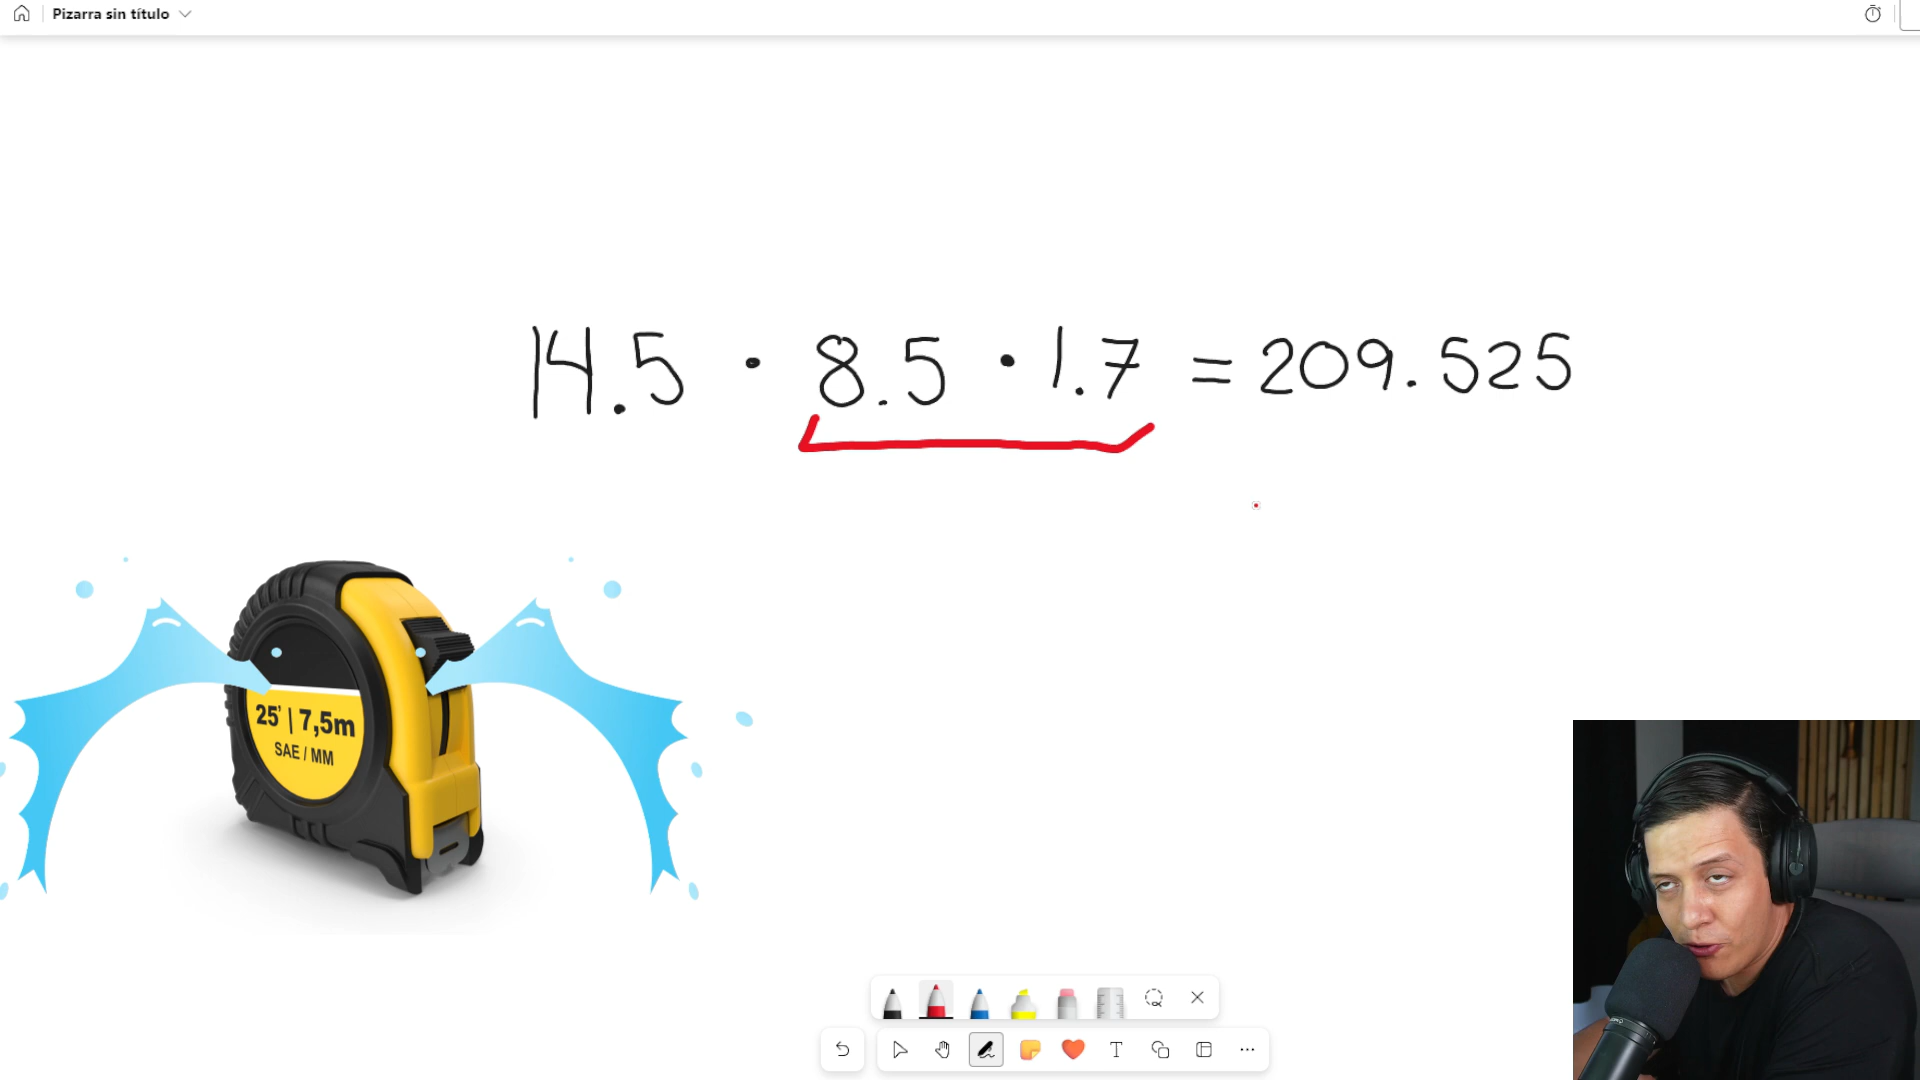 Pizarra sin título
14.5 · 8.5 · 1.7 = 209.525
25' | 7,5m
SAE / MM
T